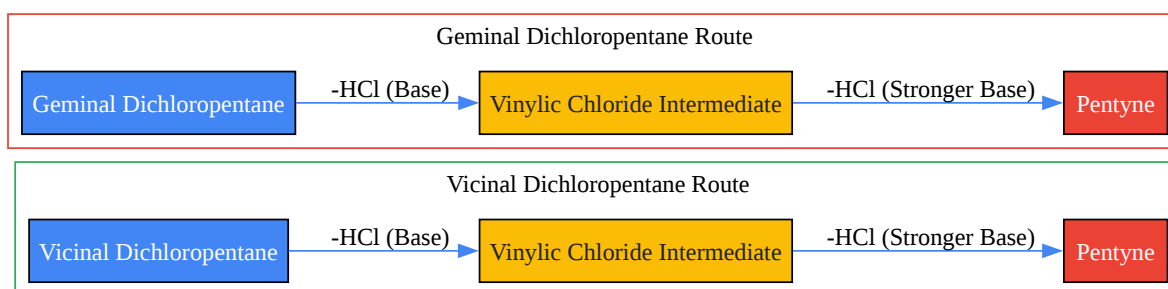 Geminal Dichloropentane Route
Geminal Dichloropentane
-HCl (Base)
Vinylic Chloride Intermediate
-HCl (Stronger Base)
Pentyne
Vicinal Dichloropentane Route
Vicinal Dichloropentane
-HCl (Base)
Vinylic Chloride Intermediate
-HCl (Stronger Base)
Pentyne